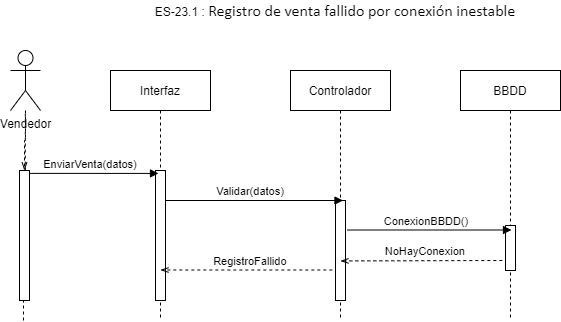 ES-23.1 : Registro de venta fallido por conexión inestable
Interfaz
Controlador
BBDD
Vendedor
EnviarVenta(datos)
Validar(datos)
ConexionBBDD()
NoHayConexion
RegistroFallido